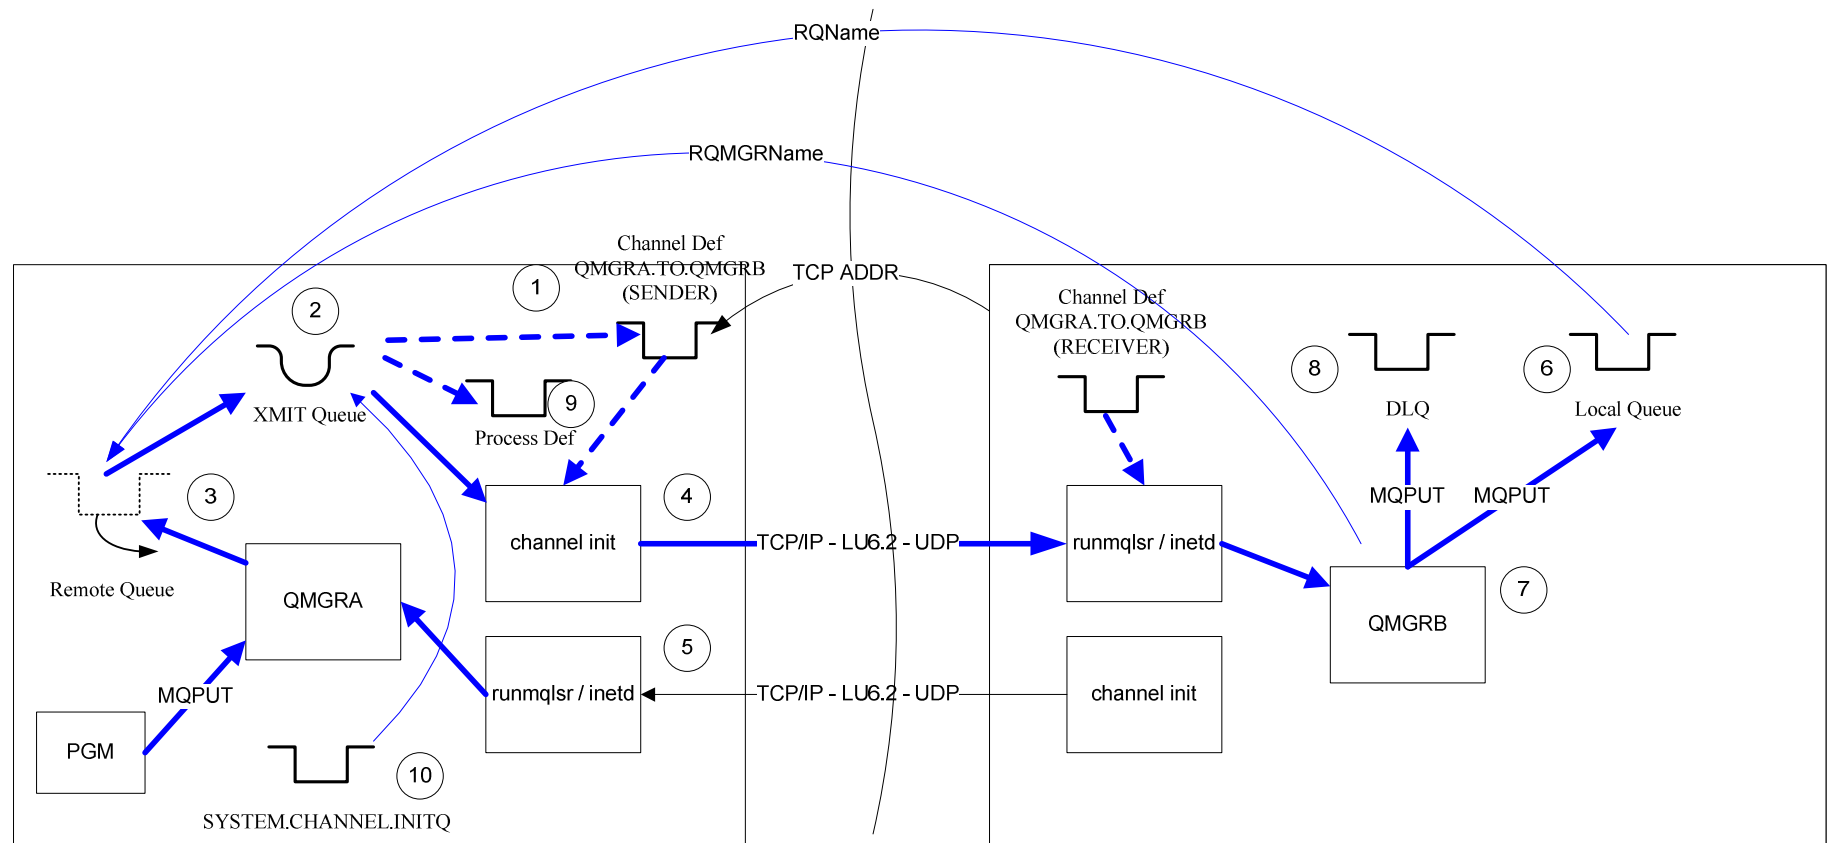 RQName
RQMGRName
Channel Def
QMGRA.TO.QMGRB
(SENDER)
TCP ADDR
1
2
Channel Def
QMGRA.TO.QMGRB
(RECEIVER)
8
6
9
XMIT Queue
Process Def
DLQ
Local Queue
3
4
MQPUT
MQPUT
channel init
TCP/IP - LU6.2 - UDP
runmqlsr / inetd
Remote Queue
QMGRA
7
QMGRB
5
MQPUT
runmqlsr / inetd
TCP/IP - LU6.2 - UDP
channel init
PGM
10
SYSTEM.CHANNEL.INITQ